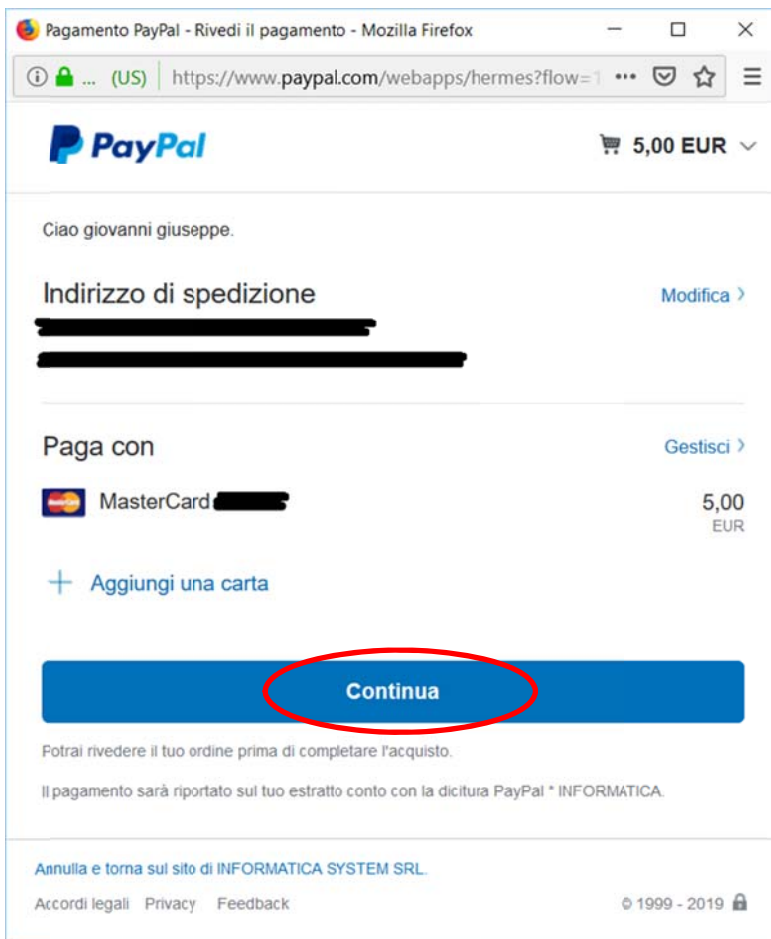 Pagamento PayPal - Rivedi il pagamento - Mozilla Firefox
... (US) https://www.paypal.com/webapps/hermes?flow=1 ...
PayPal 5,00 EUR
Ciao giovanni giuseppe.
Indirizzo di spedizione Modifica
Paga con Gestisci
MasterCard 5,00
EUR
+ Aggiungi una carta
Continua
Potrai rivedere il tuo ordine prima di completare l'acquisto.
Il pagamento sarà riportato sul tuo estratto conto con la dicitura PayPal * INFORMATICA.
Annulla e torna sul sito di INFORMATICA SYSTEM SRL.
Accordi legali Privacy Feedback © 1999 - 2019